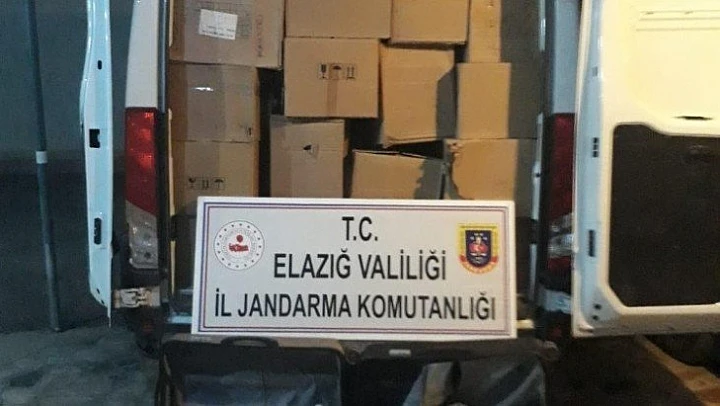 T.C.
ELAZIĞ VALİLİĞİ
İL JANDARMA KOMUTANLIĞI